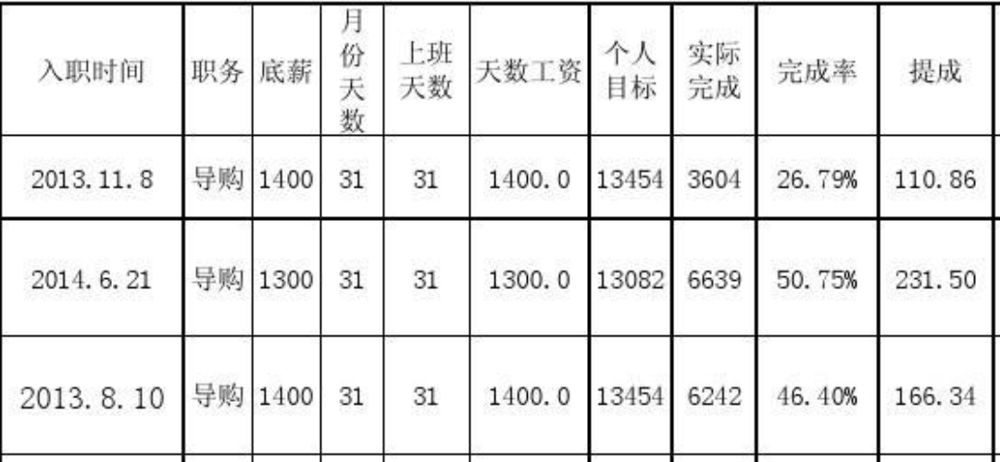 入职时间 职务 底薪 月份天数 上班天数 天数工资 个人目标 实际完成 完成率 提成
2013.11.8 导购 1400 31 31 1400.0 13454 3604 26.79% 110.86
2014.6.21 导购 1300 31 31 1300.0 13082 6639 50.75% 231.50
2013.8.10 导购 1400 31 31 1400.0 13454 6242 46.40% 166.34